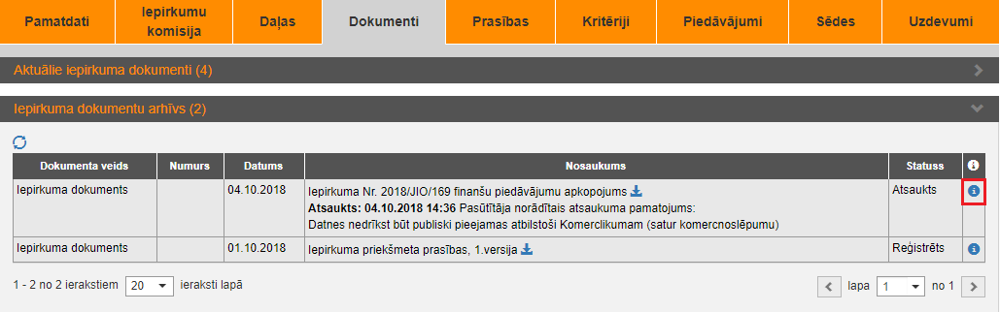 Pamatdati
Iepirkumu
komisija
Daļas
Dokumenti
Prasības
Kritēriji
Piedāvājumi
Sēdes
Uzdevumi
Aktuālie iepirkuma dokumenti (4)
Iepirkuma dokumentu arhīvs (2)
Dokumenta veids Numurs Datums Nosaukums Statuss
Iepirkuma dokuments 04.10.2018 Iepirkuma Nr. 2018/JIO/169 finanšu piedāvājumu apkopojums Atsaukts
Atsaukts: 04.10.2018 14:36 Pasūtītāja norādītais atsaukuma pamatojums:
Datnes nedrīkst būt publiski pieejamas atbilstoši Komerclikumam (satur komercnoslēpumu)
Iepirkuma dokuments 01.10.2018 Iepirkuma priekšmeta prasības, 1.versija Reģistrēts
1 - 2 no 2 ierakstiem 20 ieraksti lapā lapa 1 no 1